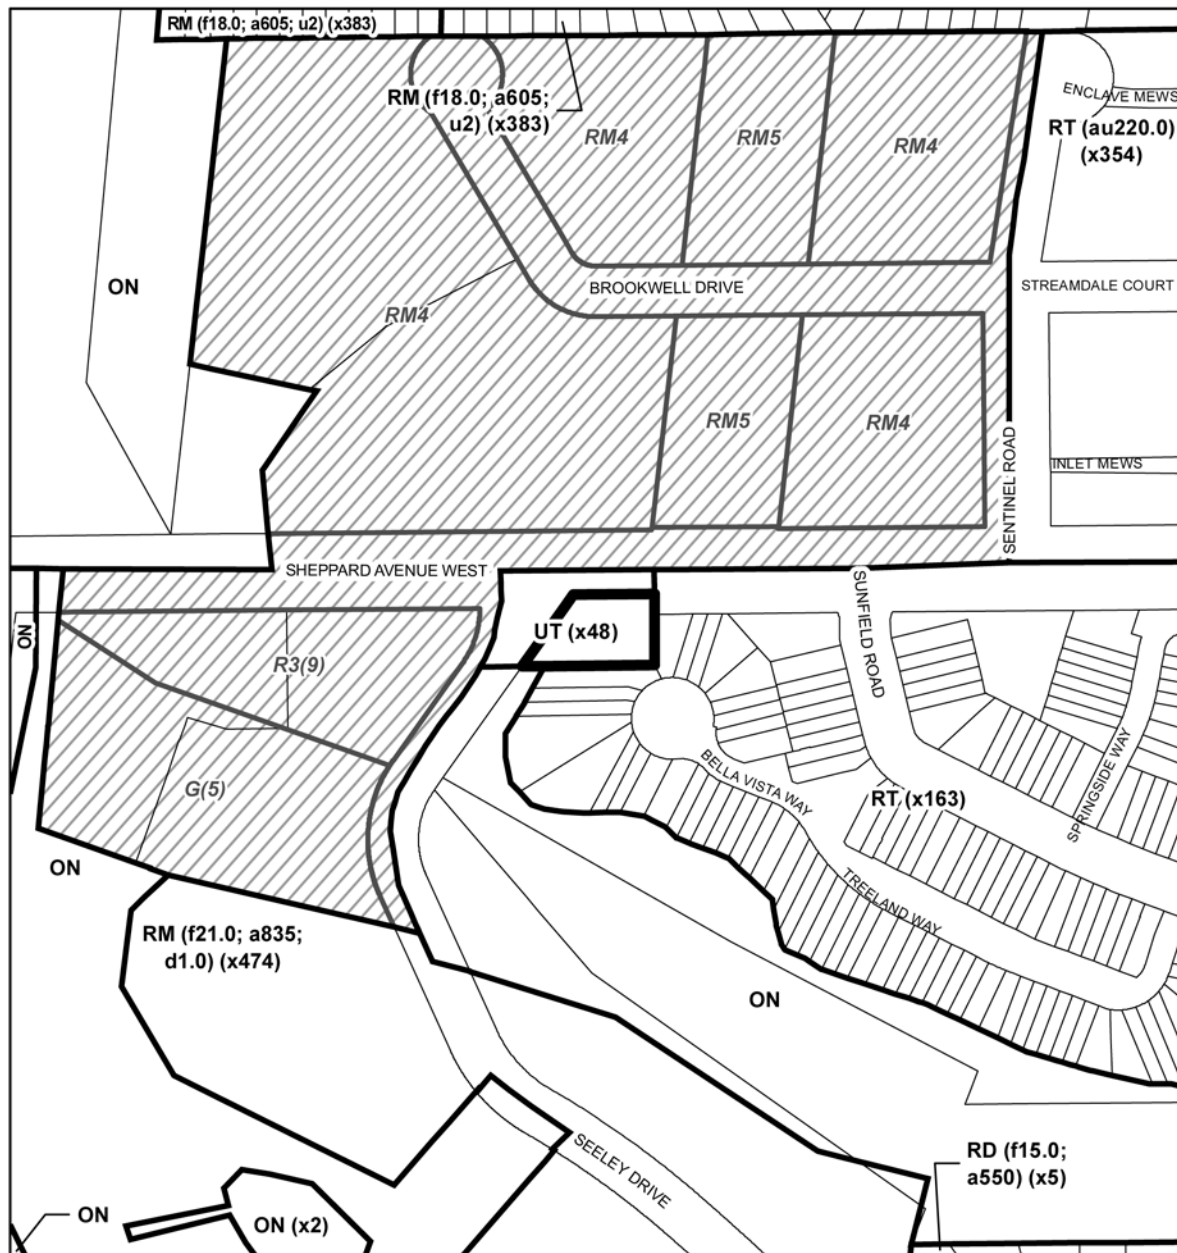 RM (f18.0; a605; u2) (x383)
RM (f18.0; a605;
u2) (x383)
RM4
RM5
RM4
ENCLAVE MEWS
RT (au220.0)
(x354)
ON
BROOKWELL DRIVE
STREAMDALE COURT
RM4
RM5
RM4
SENTINEL ROAD
INLET MEWS
SHEPPARD AVENUE WEST
ON
R3(9)
UT (x48)
SUNFIELD ROAD
G(5)
BELLA VISTA WAY
RT (x163)
SPRINGSIDE WAY
ON
TREELAND WAY
RM (f21.0; a835;
d1.0) (x474)
ON
SEELEY DRIVE
RD (f15.0;
a550) (x5)
ON
ON (x2)